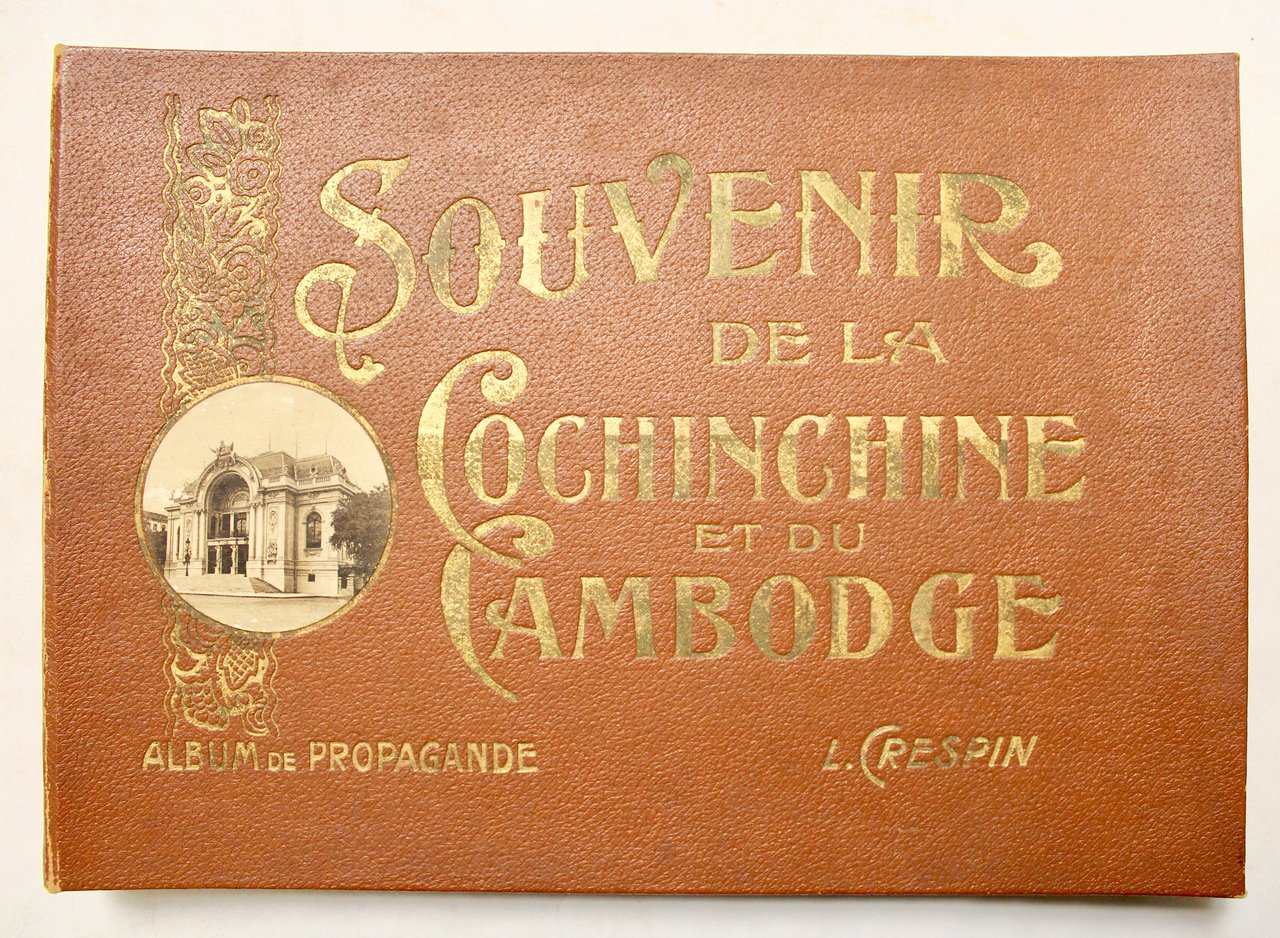 SOUVENIR
DE LA
COCHINCHINE
ET DU
CAMBODGE
ALBUM DE PROPAGANDE
L. CRESPIN